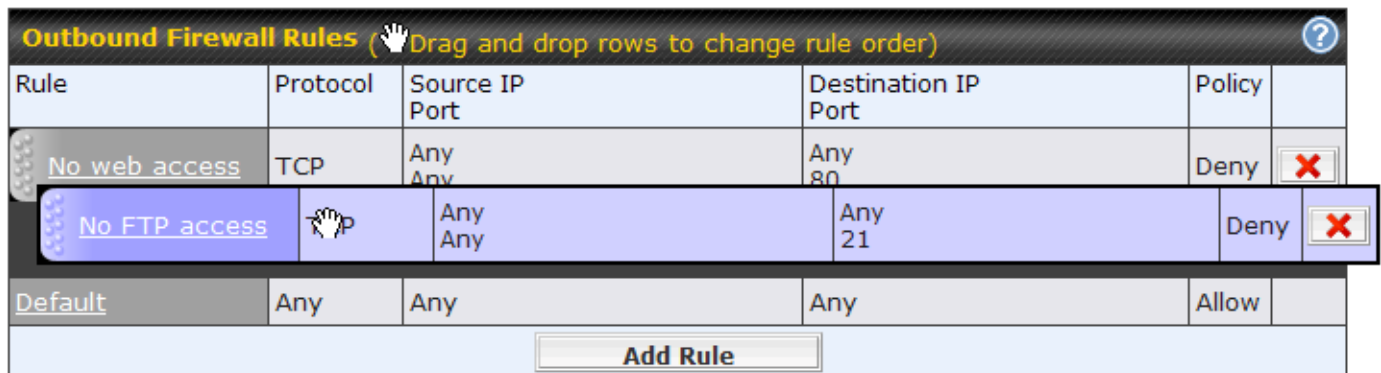 Outbound Firewall Rules (Drag and drop rows to change rule order)
Rule Protocol Source IP Port Destination IP Port Policy
No web access TCP Any Any Any 80 Deny
No FTP access Any Any Any 21 Deny
Default Any Any Any Allow
Add Rule